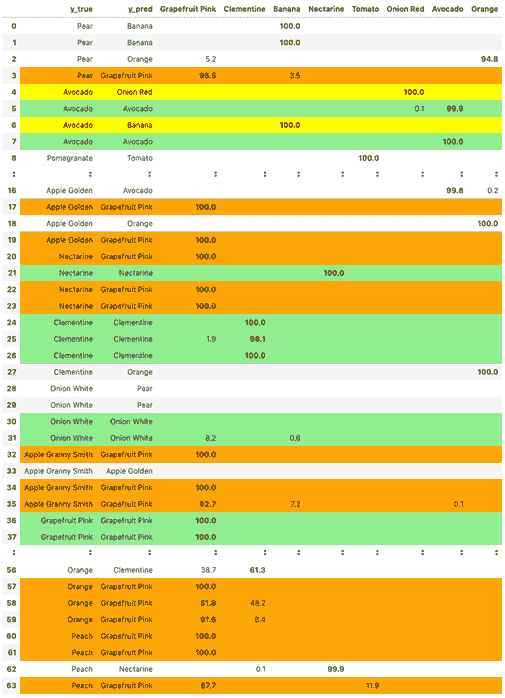 y_true y_pred Grapefruit Pink Clementine Banana Nectarine Tomato Onion Red Avocado Orange
0 Pear Banana 100.0
1 Pear Banana 100.0
2 Pear Orange 5.2 94.8
3 Pear Grapefruit Pink 96.5 3.5
4 Avocado Onion Red 100.0
5 Avocado Avocado 0.1 99.9
6 Avocado Banana 100.0
7 Avocado Avocado 100.0
8 Pomegranate Tomato 100.0
: : : : : : : : : : :
16 Apple Golden Avocado 99.8 0.2
17 Apple Golden Grapefruit Pink 100.0
18 Apple Golden Orange 100.0
19 Apple Golden Grapefruit Pink 100.0
20 Nectarine Grapefruit Pink 100.0
21 Nectarine Nectarine 100.0
22 Nectarine Grapefruit Pink 100.0
23 Nectarine Grapefruit Pink 100.0
24 Clementine Clementine 100.0
25 Clementine Clementine 1.9 98.1
26 Clementine Clementine 100.0
27 Clementine Orange 100.0
28 Onion White Pear
29 Onion White Pear
30 Onion White Onion White
31 Onion White Onion White 8.2 0.6
32 Apple Granny Smith Grapefruit Pink 100.0
33 Apple Granny Smith Apple Golden
34 Apple Granny Smith Grapefruit Pink 100.0
35 Apple Granny Smith Grapefruit Pink 92.7 7.2 0.1
36 Grapefruit Pink Grapefruit Pink 100.0
37 Grapefruit Pink Grapefruit Pink 100.0
: : : : : : : : : : :
56 Orange Clementine 38.7 61.3
57 Orange Grapefruit Pink 100.0
58 Orange Grapefruit Pink 51.8 48.2
59 Orange Grapefruit Pink 91.6 8.4
60 Peach Grapefruit Pink 100.0
61 Peach Grapefruit Pink 100.0
62 Peach Nectarine 0.1 99.9
63 Peach Grapefruit Pink 87.7 11.9